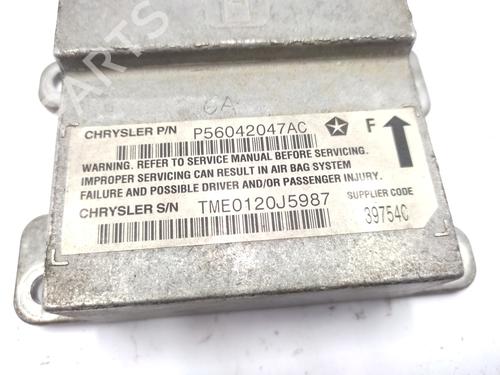 6A
CHRYSLER P/N P56042047AC F
WARNING. REFER TO SERVICE MANUAL BEFORE SERVICING.
IMPROPER SERVICING CAN RESULT IN AIR BAG SYSTEM
FAILURE AND POSSIBLE DRIVER AND/OR PASSENGER INJURY.
CHRYSLER S/N TME0120J5987 SUPPLIER CODE
39754C